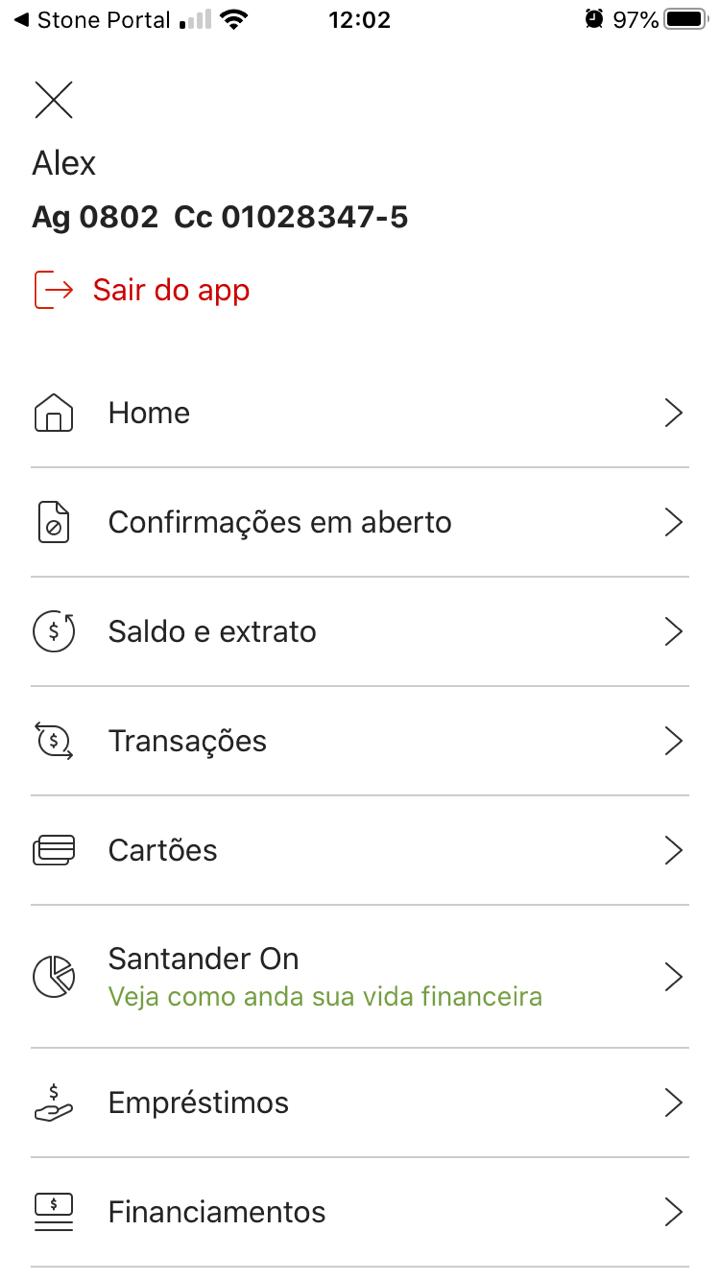 ◀ Stone Portal 12:02 97%
Alex
Ag 0802 Cc 01028347-5
Sair do app
Home
Confirmações em aberto
$ Saldo e extrato
$ Transações
Cartões
Santander On
Veja como anda sua vida financeira
$ Empréstimos
$ Financiamentos